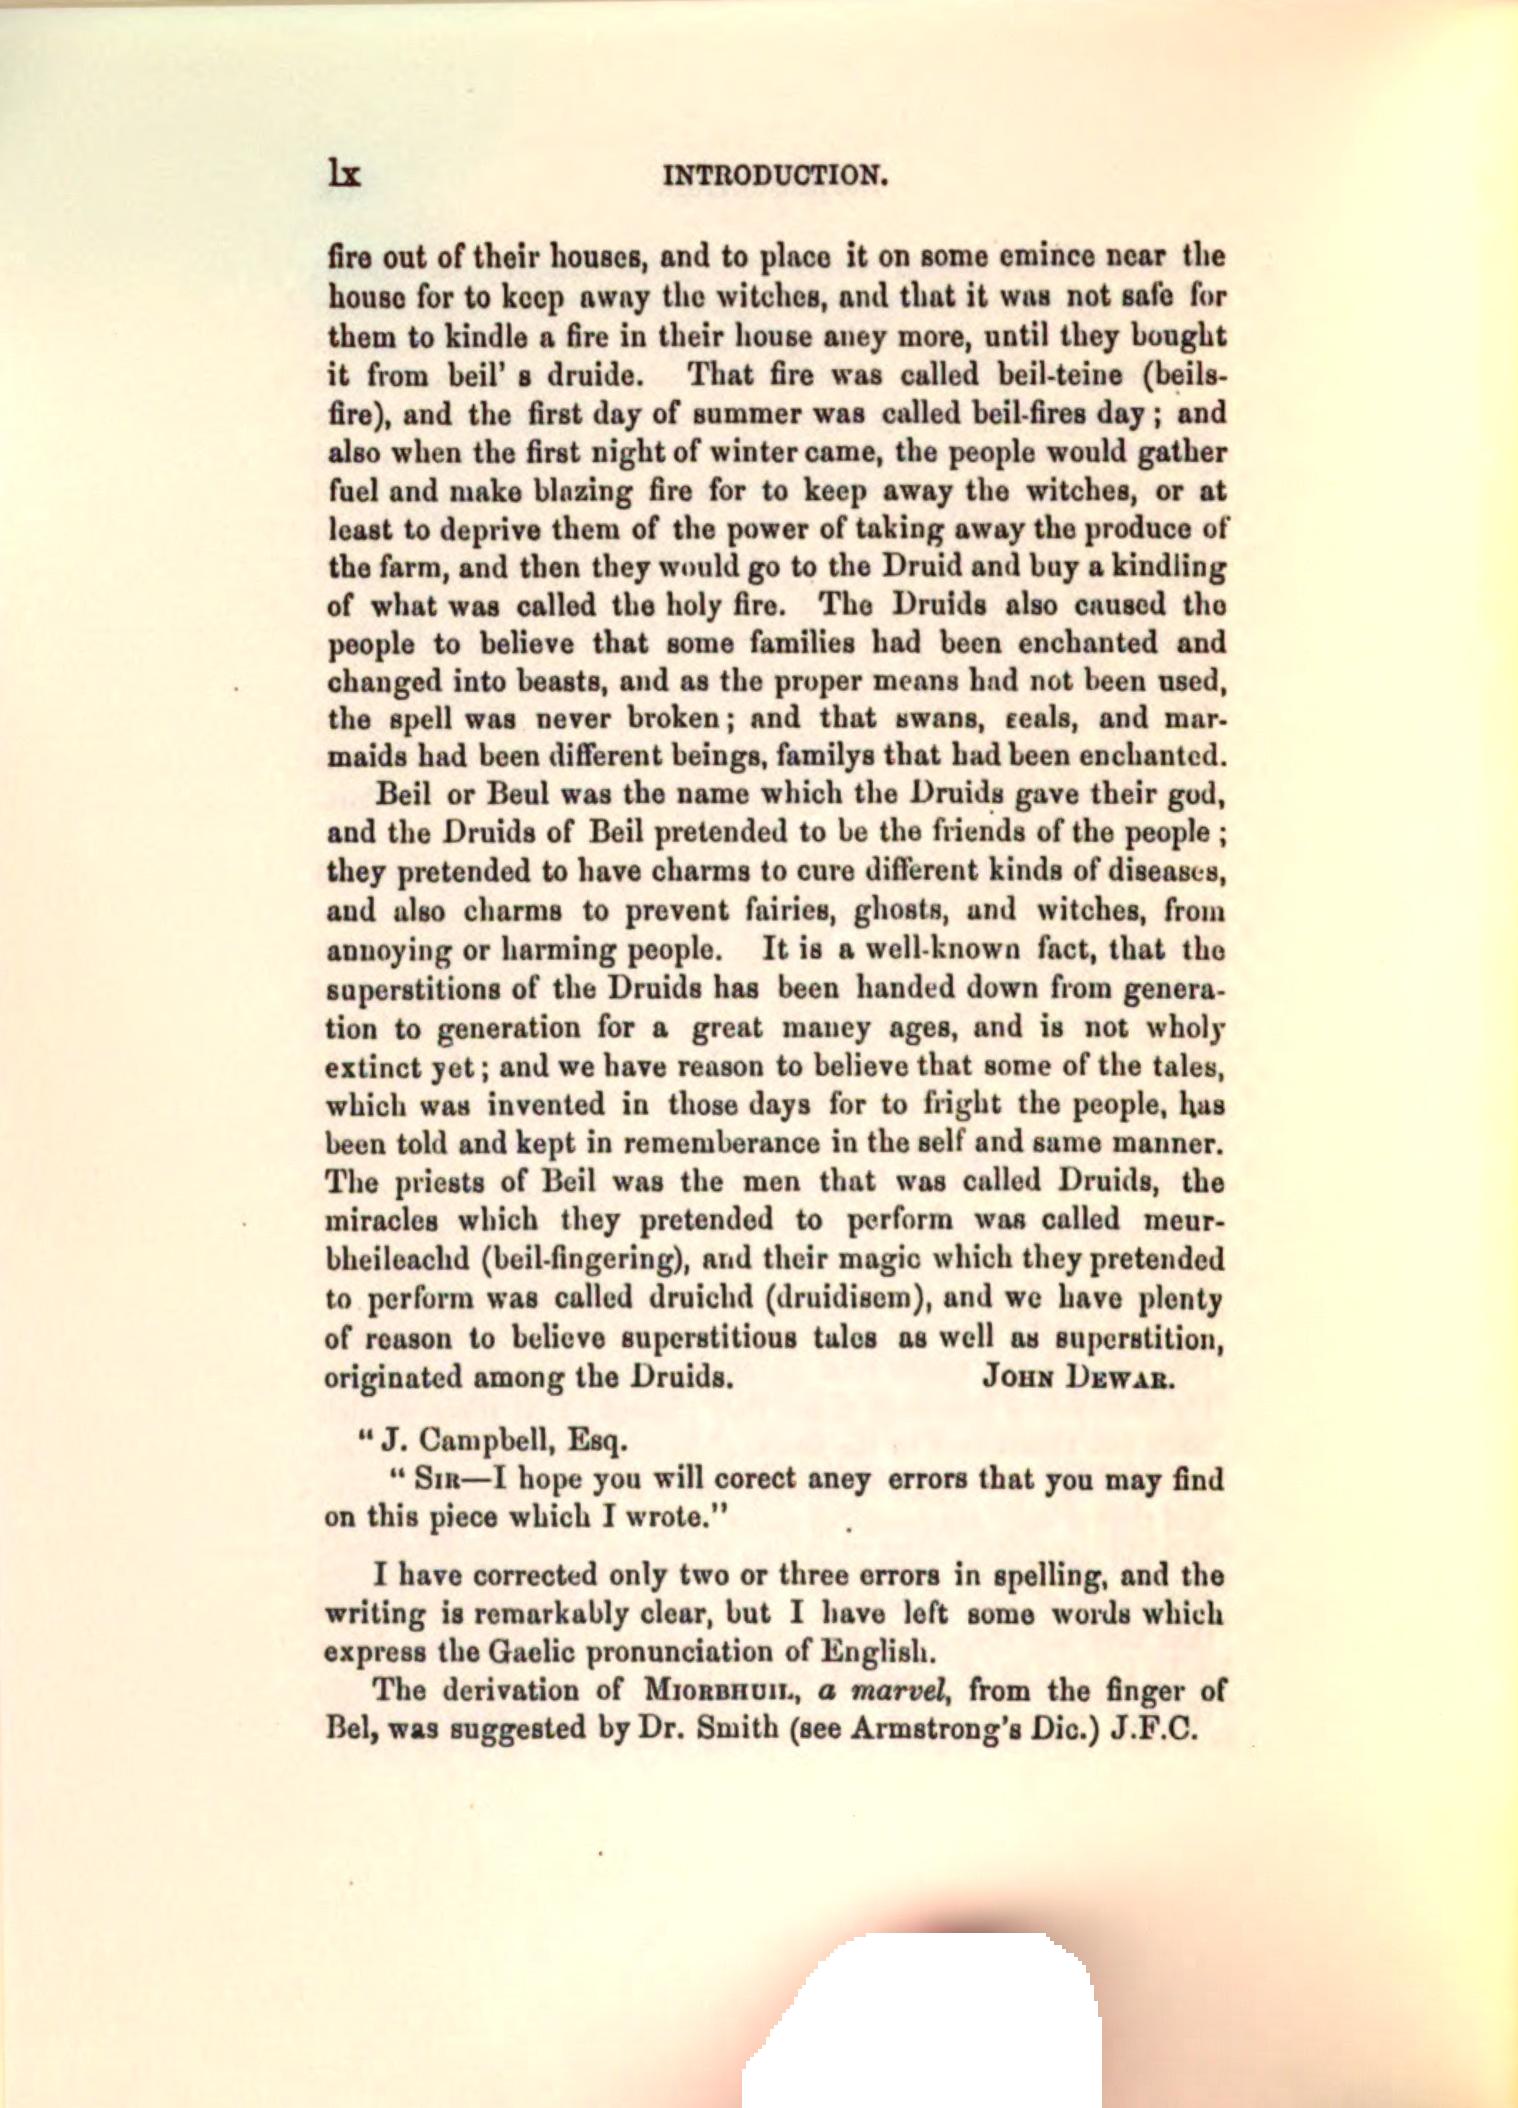 lx INTRODUCTION.
fire out of their houses, and to place it on some emince near the
house for to keep away the witches, and that it was not safe for
them to kindle a fire in their house aney more, until they bought
it from beil' s druide. That fire was called beil-teine (beils-
fire), and the first day of summer was called beil-fires day; and
also when the first night of winter came, the people would gather
fuel and make blazing fire for to keep away the witches, or at
least to deprive them of the power of taking away the produce of
the farm, and then they would go to the Druid and buy a kindling
of what was called the holy fire. The Druids also caused the
people to believe that some families had been enchanted and
changed into beasts, and as the proper means had not been used,
the spell was never broken; and that swans, seals, and mar-
maids had been different beings, familys that had been enchanted.
Beil or Beul was the name which the Druids gave their god,
and the Druids of Beil pretended to be the friends of the people;
they pretended to have charms to cure different kinds of diseases,
and also charms to prevent fairies, ghosts, and witches, from
annoying or harming people. It is a well-known fact, that the
superstitions of the Druids has been handed down from genera-
tion to generation for a great maney ages, and is not wholy
extinct yet; and we have reason to believe that some of the tales,
which was invented in those days for to fright the people, has
been told and kept in rememberance in the self and same manner.
The priests of Beil was the men that was called Druids, the
miracles which they pretended to perform was called meur-
bheileachd (beil-fingering), and their magic which they pretended
to perform was called druichd (druidisem), and we have plenty
of reason to believe superstitious tales as well as superstition,
originated among the Druids. JOHN DEWAR.
"J. Campbell, Esq.
"SIR—I hope you will corect aney errors that you may find
on this piece which I wrote."
I have corrected only two or three errors in spelling, and the
writing is remarkably clear, but I have left some words which
express the Gaelic pronunciation of English.
The derivation of MIORBHUIL, a marvel, from the finger of
Bel, was suggested by Dr. Smith (see Armstrong's Dic.) J.F.C.